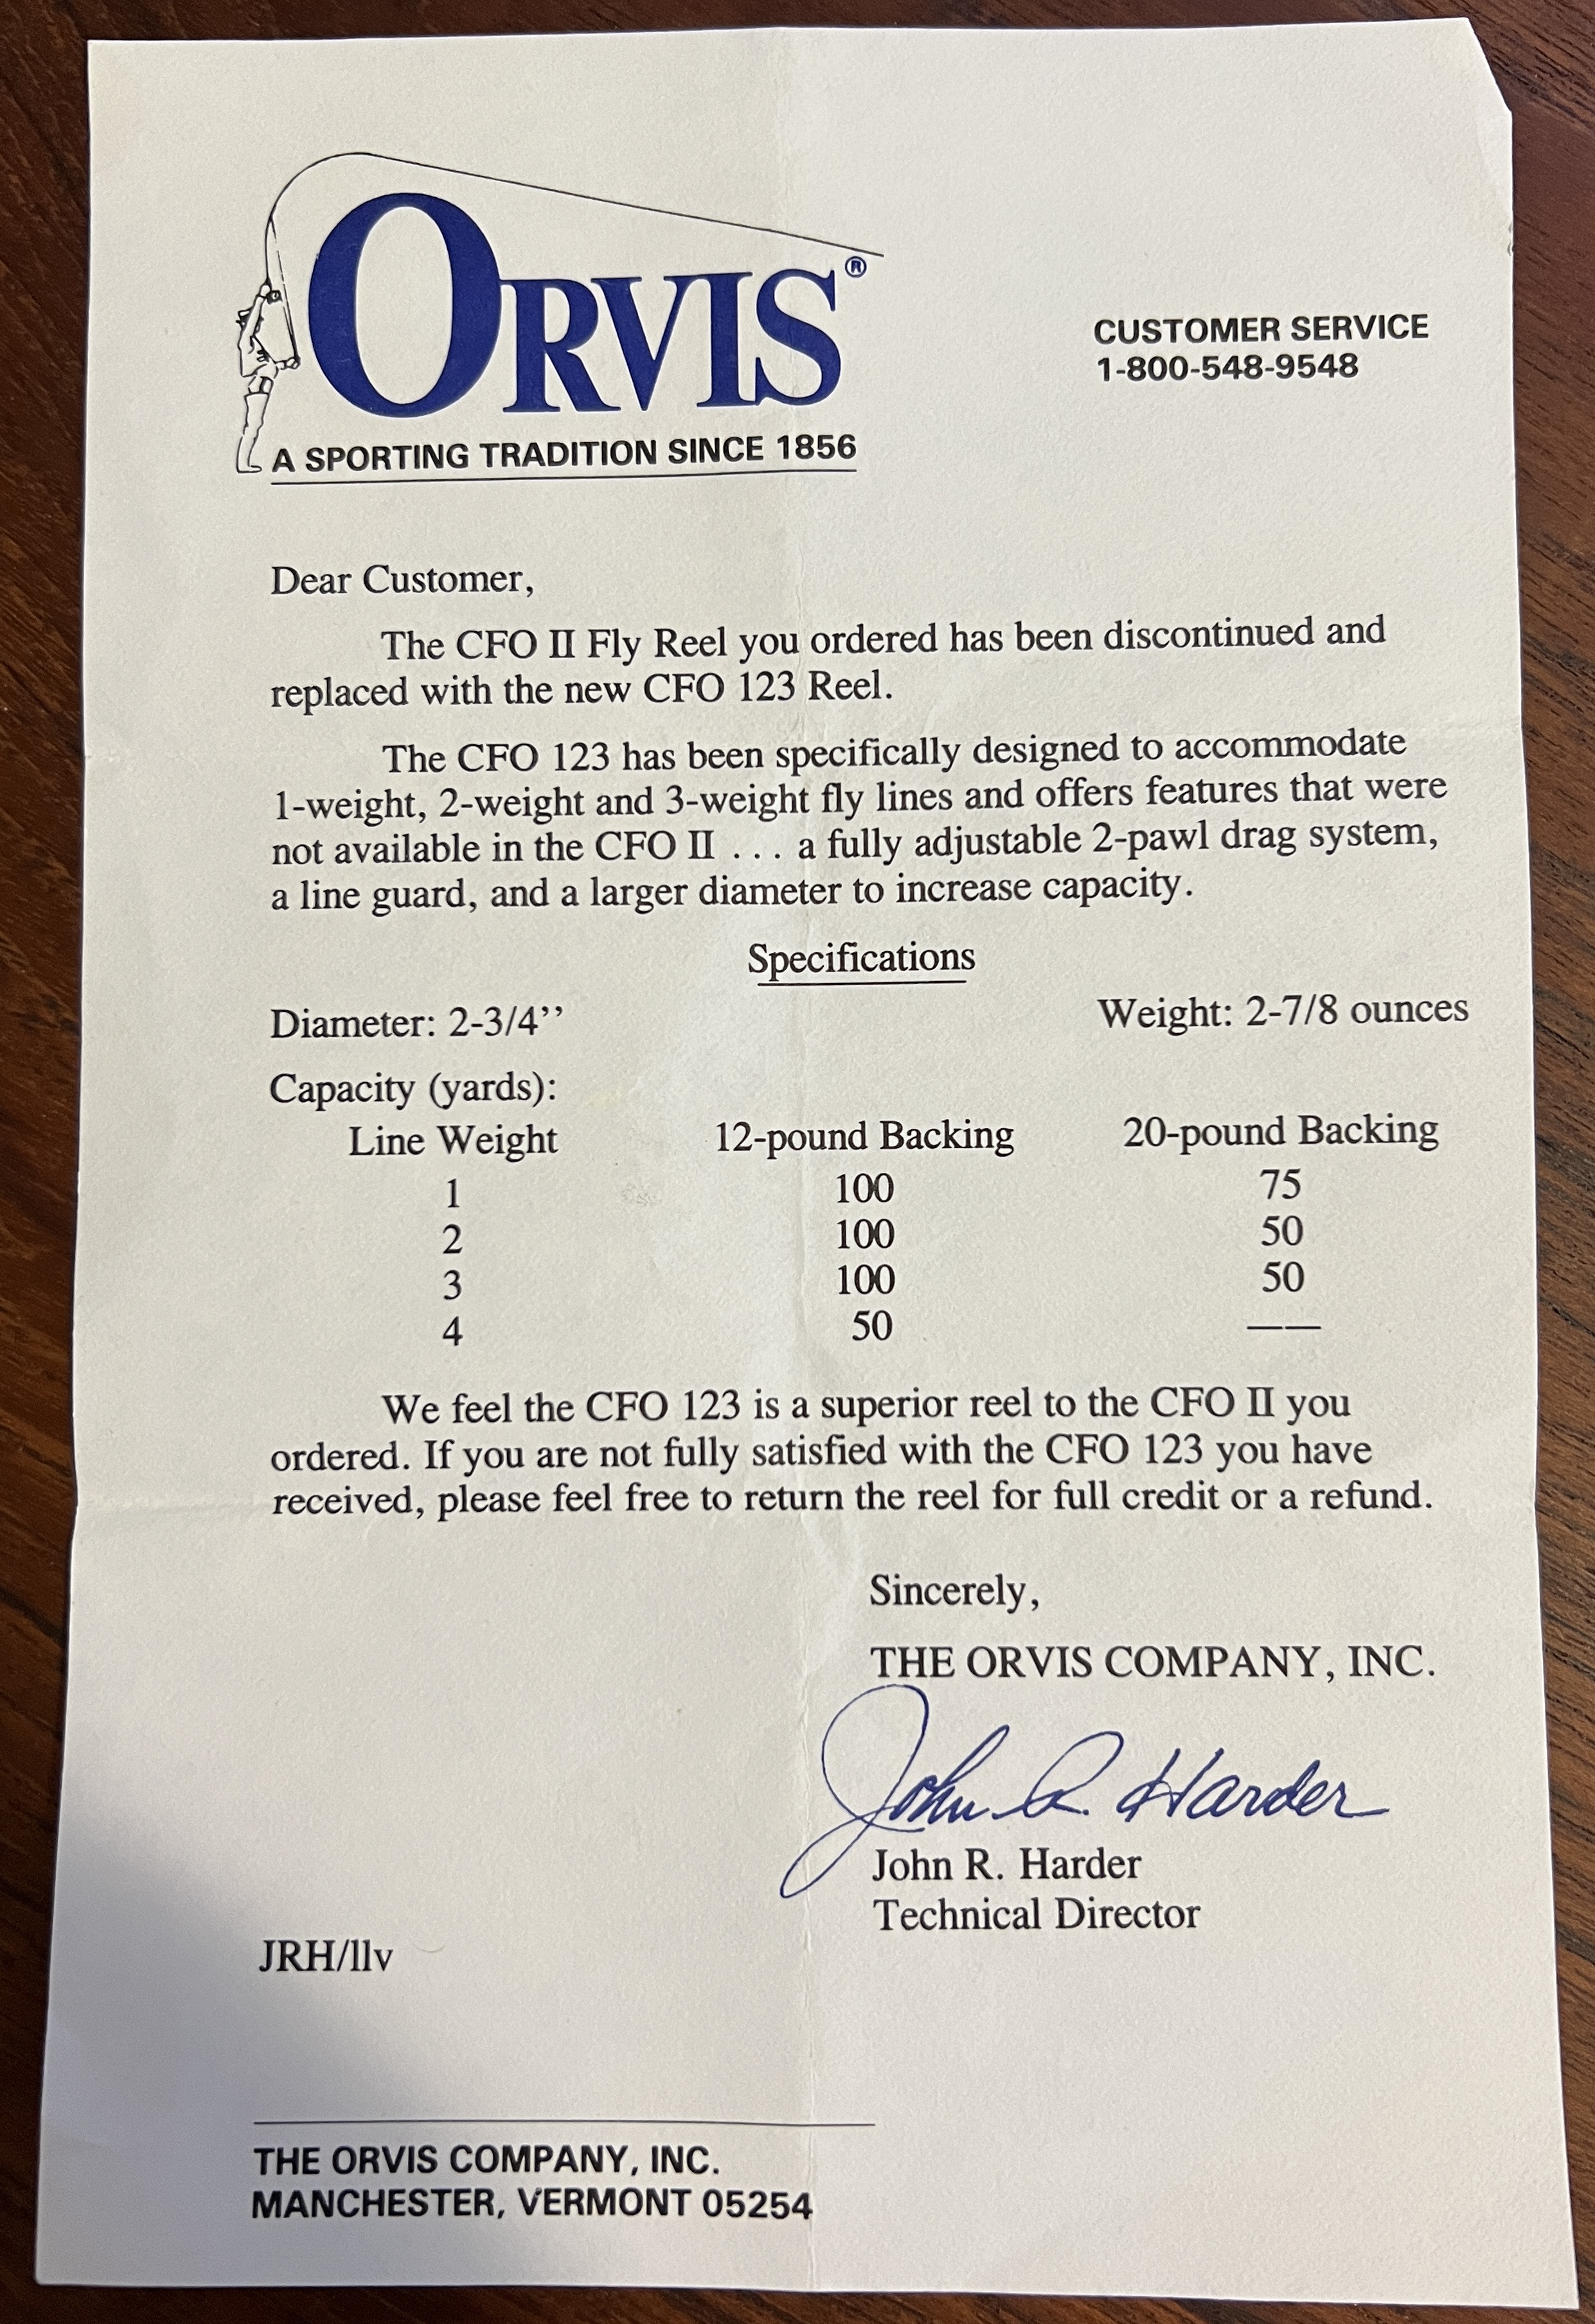 ORVIS®
A SPORTING TRADITION SINCE 1856
CUSTOMER SERVICE
1-800-548-9548
Dear Customer,
The CFO II Fly Reel you ordered has been discontinued and
replaced with the new CFO 123 Reel.
The CFO 123 has been specifically designed to accommodate
1-weight, 2-weight and 3-weight fly lines and offers features that were
not available in the CFO II . . . a fully adjustable 2-pawl drag system,
a line guard, and a larger diameter to increase capacity.
Specifications
Diameter: 2-3/4’’ Weight: 2-7/8 ounces
Capacity (yards):
Line Weight 12-pound Backing 20-pound Backing
1 100 75
2 100 50
3 100 50
4 50 ——
We feel the CFO 123 is a superior reel to the CFO II you
ordered. If you are not fully satisfied with the CFO 123 you have
received, please feel free to return the reel for full credit or a refund.
Sincerely,
THE ORVIS COMPANY, INC.
John R. Harder
John R. Harder
Technical Director
JRH/llv
THE ORVIS COMPANY, INC.
MANCHESTER, VERMONT 05254